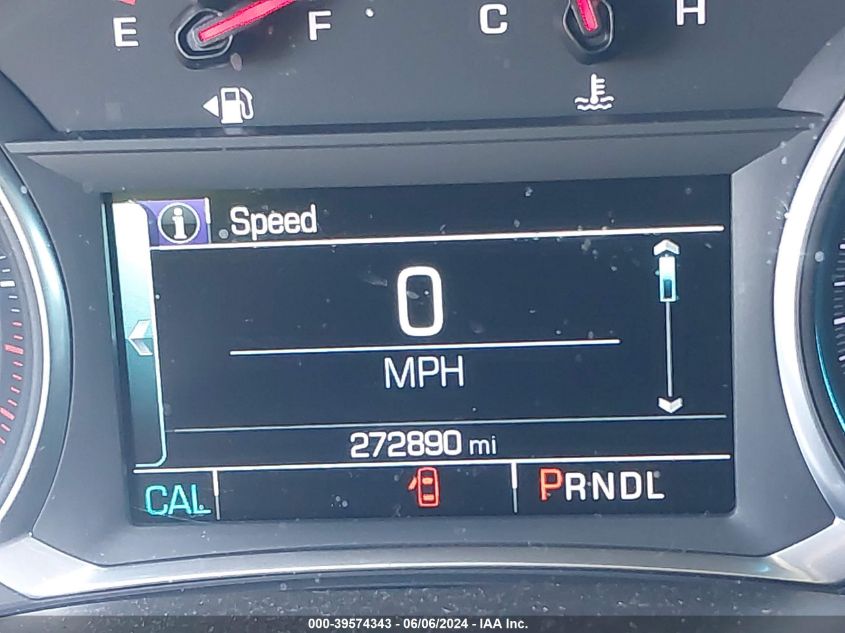 E F C H
Speed
0
MPH
272890 mi
CAL PRNDL
000-39574343 - 06/06/2024 - IAA Inc.